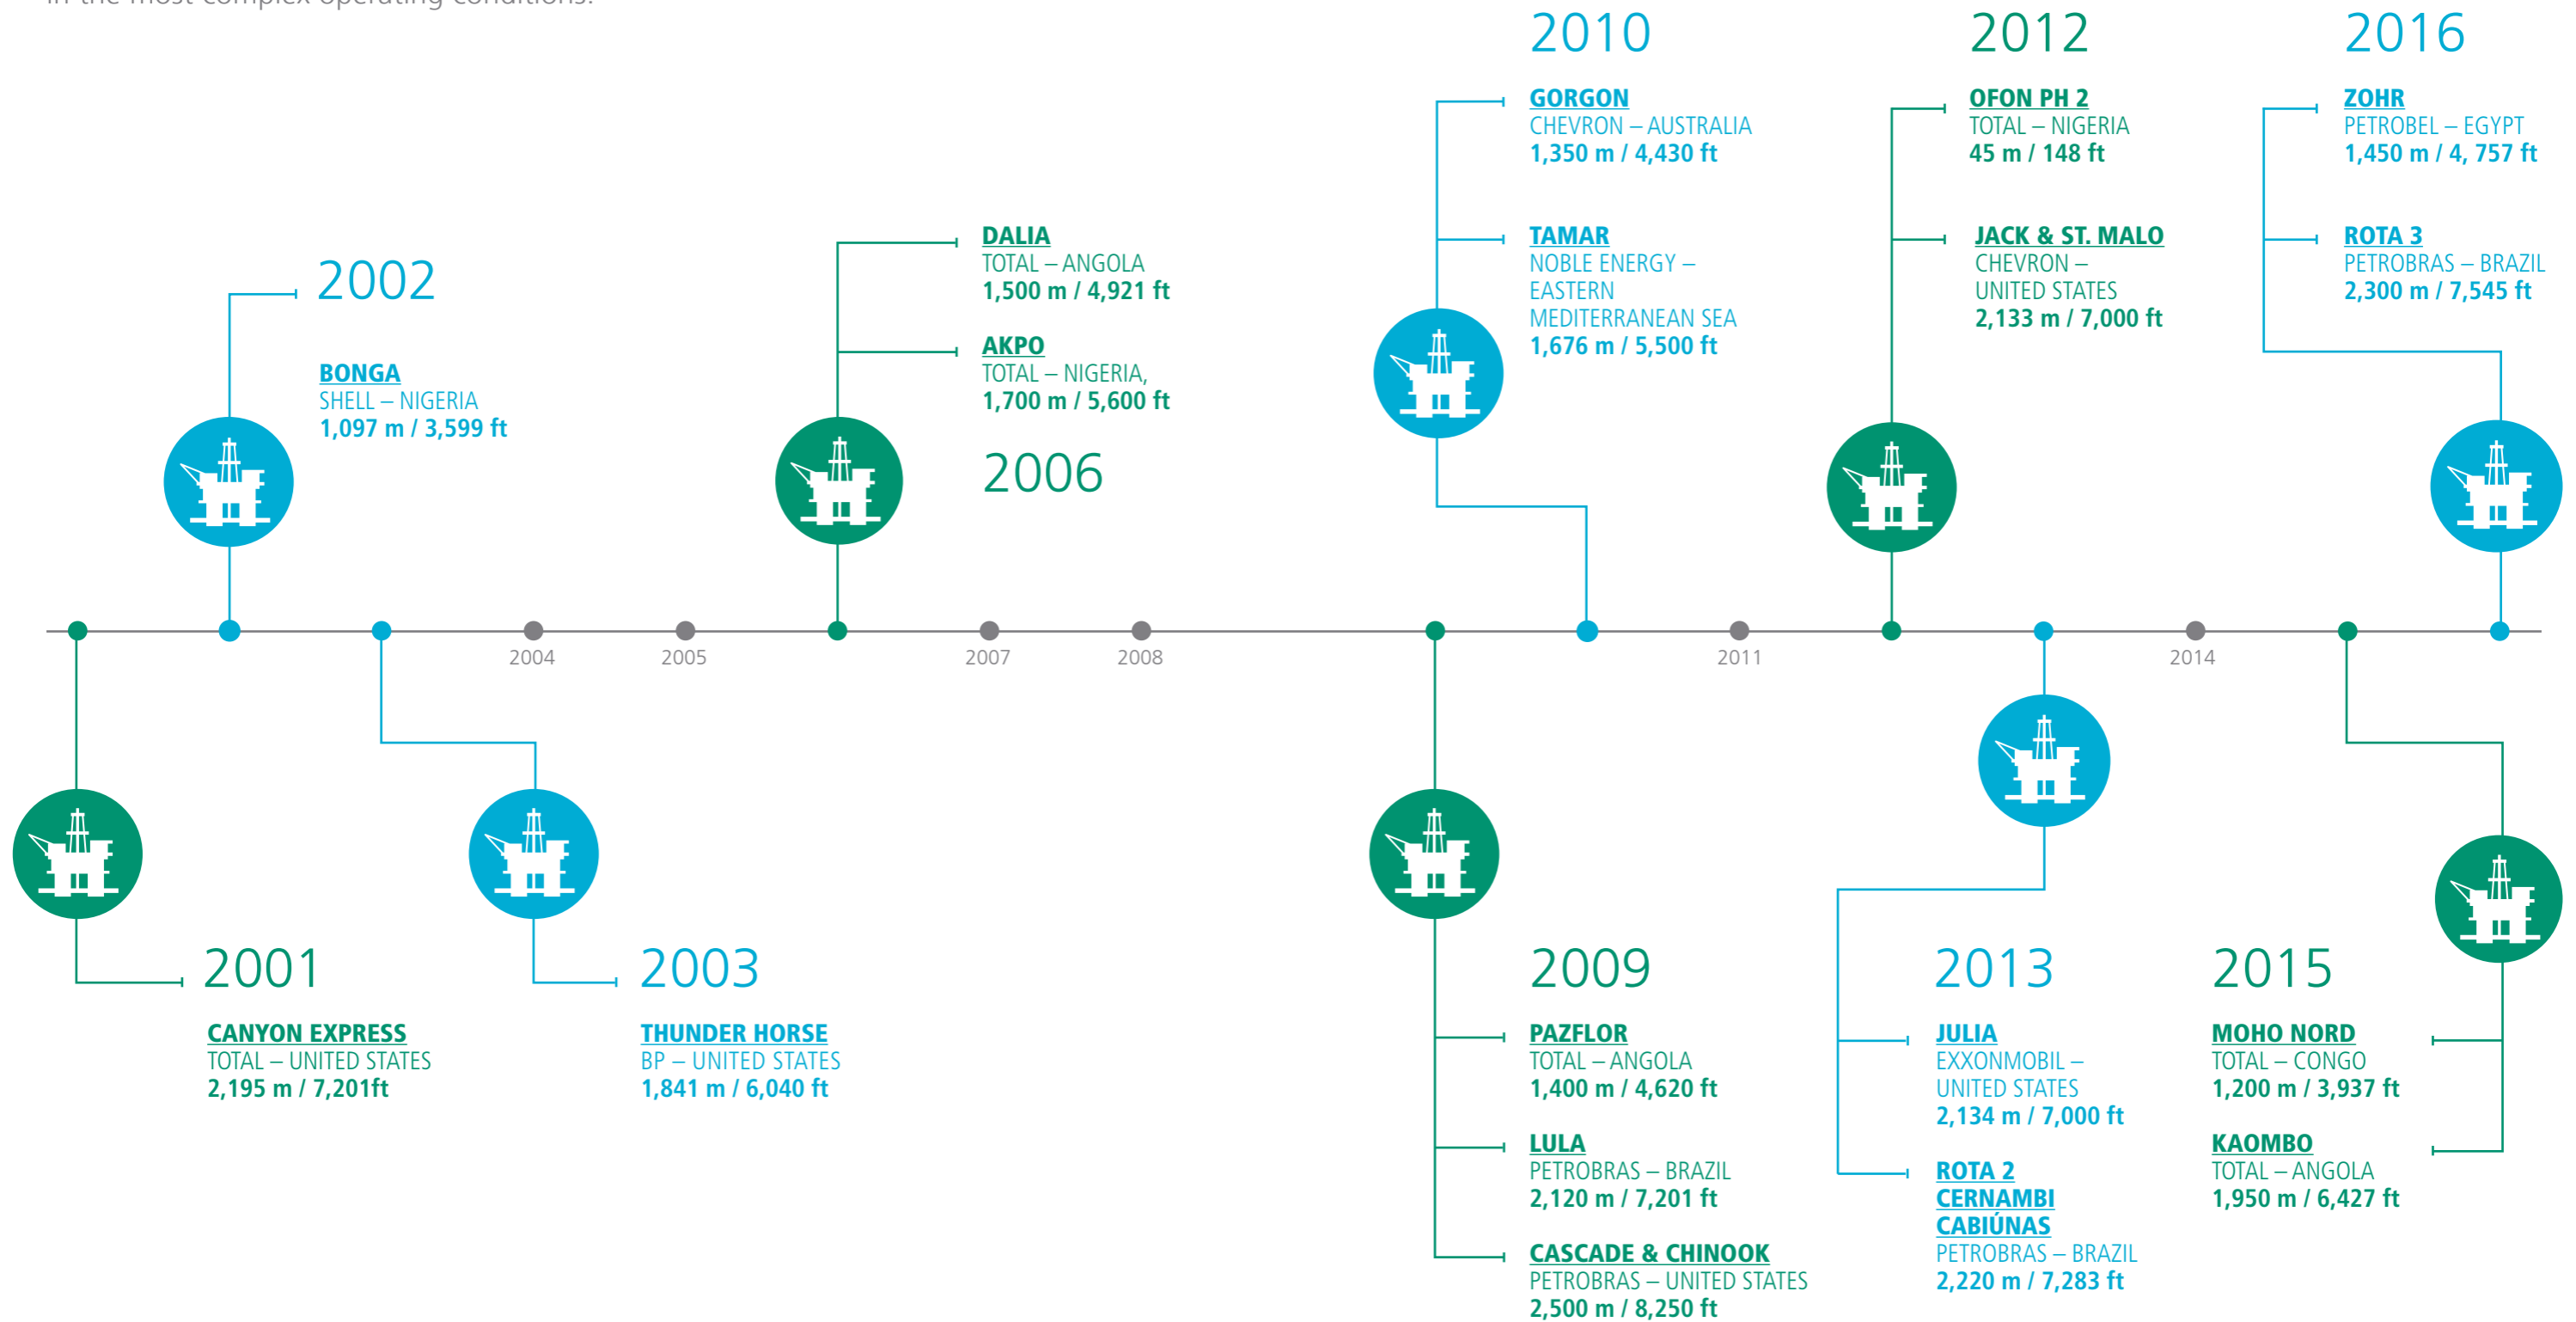 in the most complex operating conditions.
2010
GORGON
CHEVRON – AUSTRALIA
1,350 m / 4,430 ft
TAMAR
NOBLE ENERGY –
EASTERN
MEDITERRANEAN SEA
1,676 m / 5,500 ft
2012
OFON PH 2
TOTAL – NIGERIA
45 m / 148 ft
JACK & ST. MALO
CHEVRON –
UNITED STATES
2,133 m / 7,000 ft
2016
ZOHR
PETROBEL – EGYPT
1,450 m / 4, 757 ft
ROTA 3
PETROBRAS – BRAZIL
2,300 m / 7,545 ft
2002
BONGA
SHELL – NIGERIA
1,097 m / 3,599 ft
DALIA
TOTAL – ANGOLA
1,500 m / 4,921 ft
AKPO
TOTAL – NIGERIA,
1,700 m / 5,600 ft
2006
2004
2005
2007
2008
2011
2014
2001
CANYON EXPRESS
TOTAL – UNITED STATES
2,195 m / 7,201ft
2003
THUNDER HORSE
BP – UNITED STATES
1,841 m / 6,040 ft
2009
PAZFLOR
TOTAL – ANGOLA
1,400 m / 4,620 ft
LULA
PETROBRAS – BRAZIL
2,120 m / 7,201 ft
CASCADE & CHINOOK
PETROBRAS – UNITED STATES
2,500 m / 8,250 ft
2013
JULIA
EXXONMOBIL –
UNITED STATES
2,134 m / 7,000 ft
ROTA 2
CERNAMBI
CABIÚNAS
PETROBRAS – BRAZIL
2,220 m / 7,283 ft
2015
MOHO NORD
TOTAL – CONGO
1,200 m / 3,937 ft
KAOMBO
TOTAL – ANGOLA
1,950 m / 6,427 ft